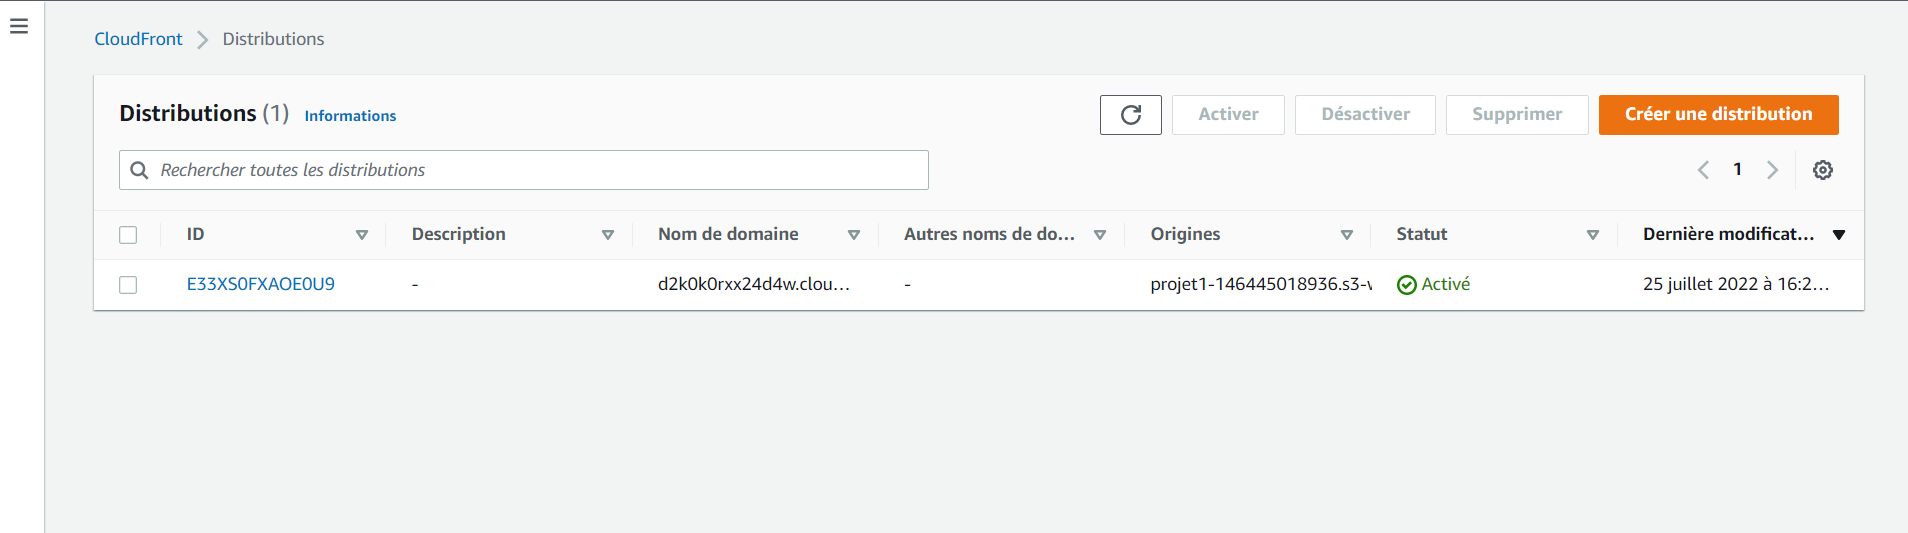 CloudFront Distributions
Distributions (1) Informations
Activer Désactiver Supprimer Créer une distribution
Rechercher toutes les distributions
1
ID Description Nom de domaine Autres noms de do... Origines Statut Dernière modificat...
E33XS0FXAOE0U9 - d2k0k0rxx24d4w.clou... - projet1-146445018936.s3-v Activé 25 juillet 2022 à 16:2...